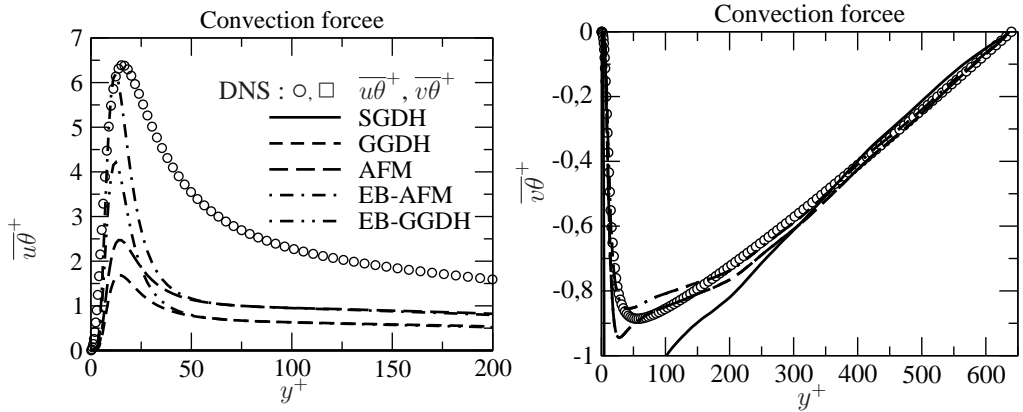 Convection forcee
7
6
5
4
3
2
1
0
0 50 100 150 200
uθ⁺
y⁺
DNS : ○, □ uθ⁺, vθ⁺
SGDH
GGDH
AFM
EB-AFM
EB-GGDH
Convection forcee
0
-0,2
-0,4
-0,6
-0,8
-1
0 100 200 300 400 500 600
vθ⁺
y⁺